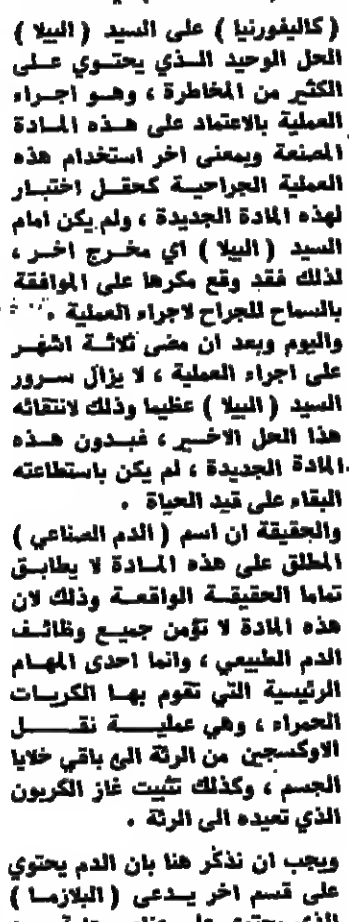 ( كاليفورنيا ) على السيد ( البيلا )
الحل الوحيد الذي يحتوي على
الكثير من المخاطرة ، وهو اجراء
العملية بالاعتماد على هذه المادة
المصنعة وبمعنى اخر استخدام هذه
العملية الجراحية كحقل اختبار
لهذه المادة الجديدة ، ولم يكن امام
السيد ( البيلا ) اي مخرج اخر ،
لذلك فقد وقع مكرها على الموافقة
بالسماح للجراح لاجراء العملية .
واليوم وبعد ان مضى ثلاثة اشهر
على اجراء العملية ، لا يزال سرور
السيد ( البيلا ) عظيما وذلك لانتقائه
هذا الحل الاخير ، فبدون هذه
المادة الجديدة ، لم يكن باستطاعته
البقاء على قيد الحياة .
والحقيقة ان اسم ( الدم الصناعي )
المطلق على هذه المادة لا يطابق
تماما الحقيقة الواقعة وذلك لان
هذه المادة لا تؤمن جميع وظائف
الدم الطبيعي ، وانما احدى المهام
الرئيسية التي تقوم بها الكريات
الحمراء ، وهي عملية نقل
الاوكسجين من الرئة الى باقي خلايا
الجسم ، وكذلك تثبيت غاز الكربون
الذي تعيده الى الرئة .
ويجب ان نذكر هنا بان الدم يحتوي
على قسم اخر يدعى ( البلازما )
الذي يحتوي على